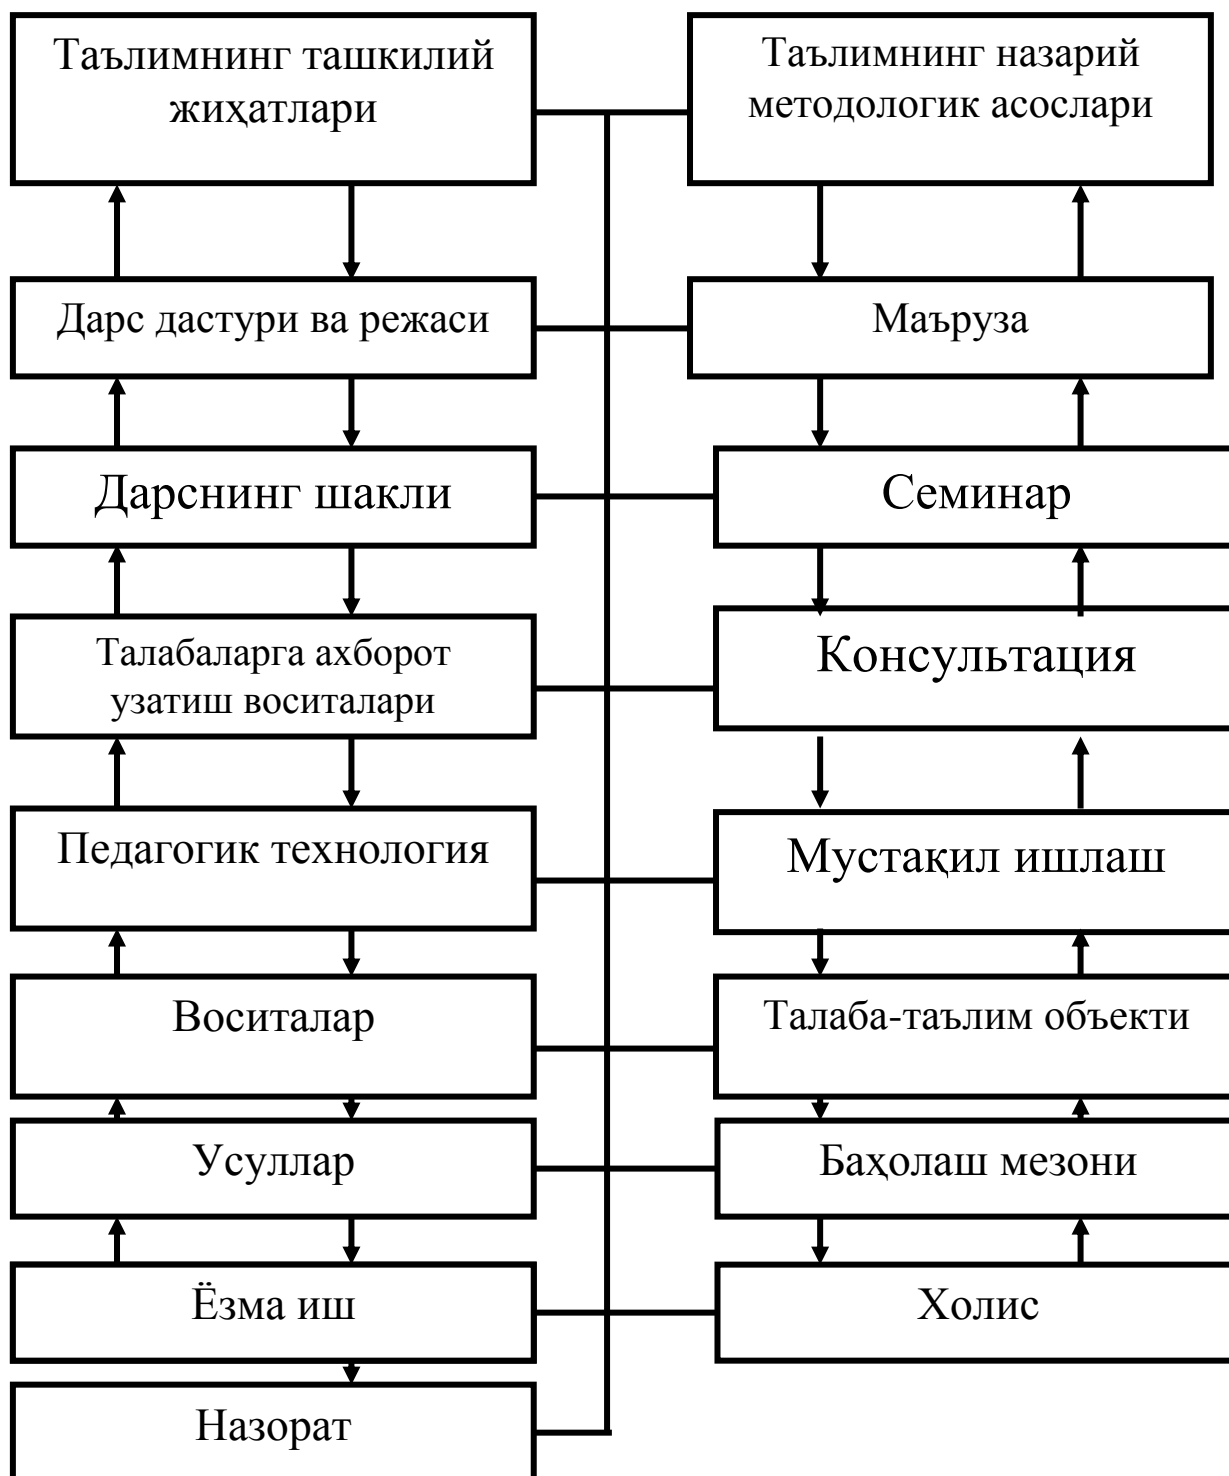 Таълимнинг ташкилий
жиҳатлари
Таълимнинг назарий
методологик асослари
Дарс дастури ва режаси
Маъруза
Дарснинг шакли
Семинар
Талабаларга ахборот
узатиш воситалари
Консультация
Педагогик технология
Мустақил ишлаш
Воситалар
Талаба-таълим объекти
Усуллар
Баҳолаш мезони
Ёзма иш
Холис
Назорат